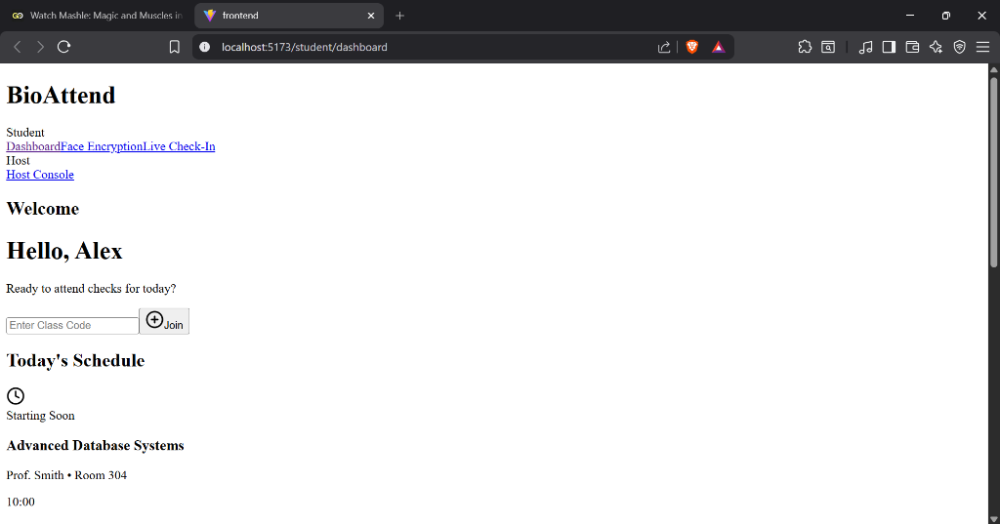 Watch Mashle: Magic and Muscles in
frontend
localhost:5173/student/dashboard
BioAttend
Student
DashboardFace EncryptionLive Check-In
Host
Host Console
Welcome
Hello, Alex
Ready to attend checks for today?
Enter Class Code
Join
Today's Schedule
Starting Soon
Advanced Database Systems
Prof. Smith • Room 304
10:00